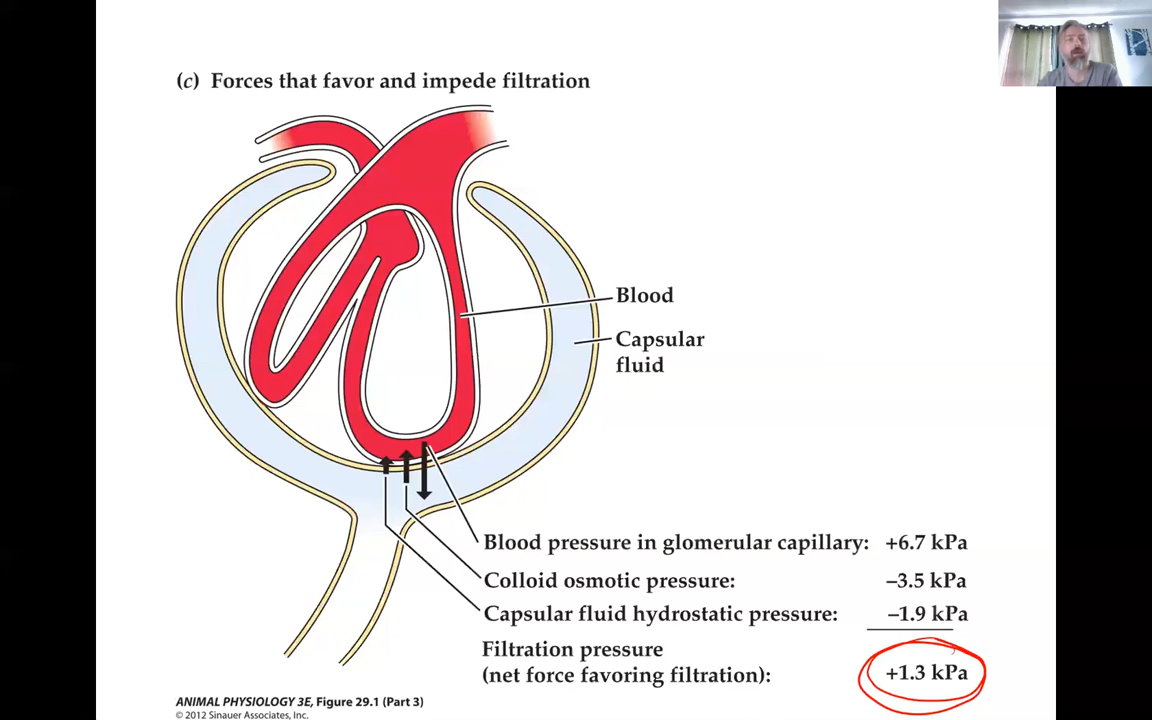 (c) Forces that favor and impede filtration
Blood
Capsular
fluid
Blood pressure in glomerular capillary: +6.7 kPa
Colloid osmotic pressure: –3.5 kPa
Capsular fluid hydrostatic pressure: –1.9 kPa
Filtration pressure
(net force favoring filtration): +1.3 kPa
ANIMAL PHYSIOLOGY 3E, Figure 29.1 (Part 3)
© 2012 Sinauer Associates, Inc.